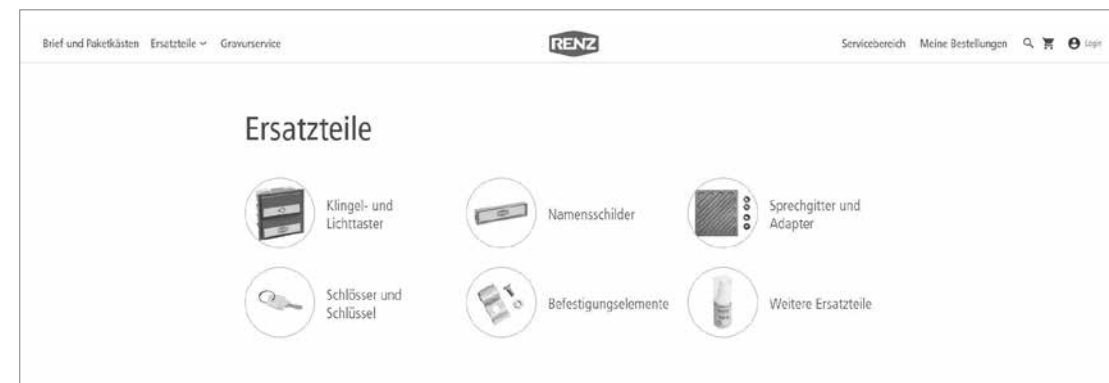 Brief und Paketkästen Ersatzteile Gravurservice RENZ Servicebereich Meine Bestellungen Login
Ersatzteile
Klingel- und
Lichttaster
Namensschilder
Sprechgitter und
Adapter
Schlösser und
Schlüssel
Befestigungselemente
Weitere Ersatzteile